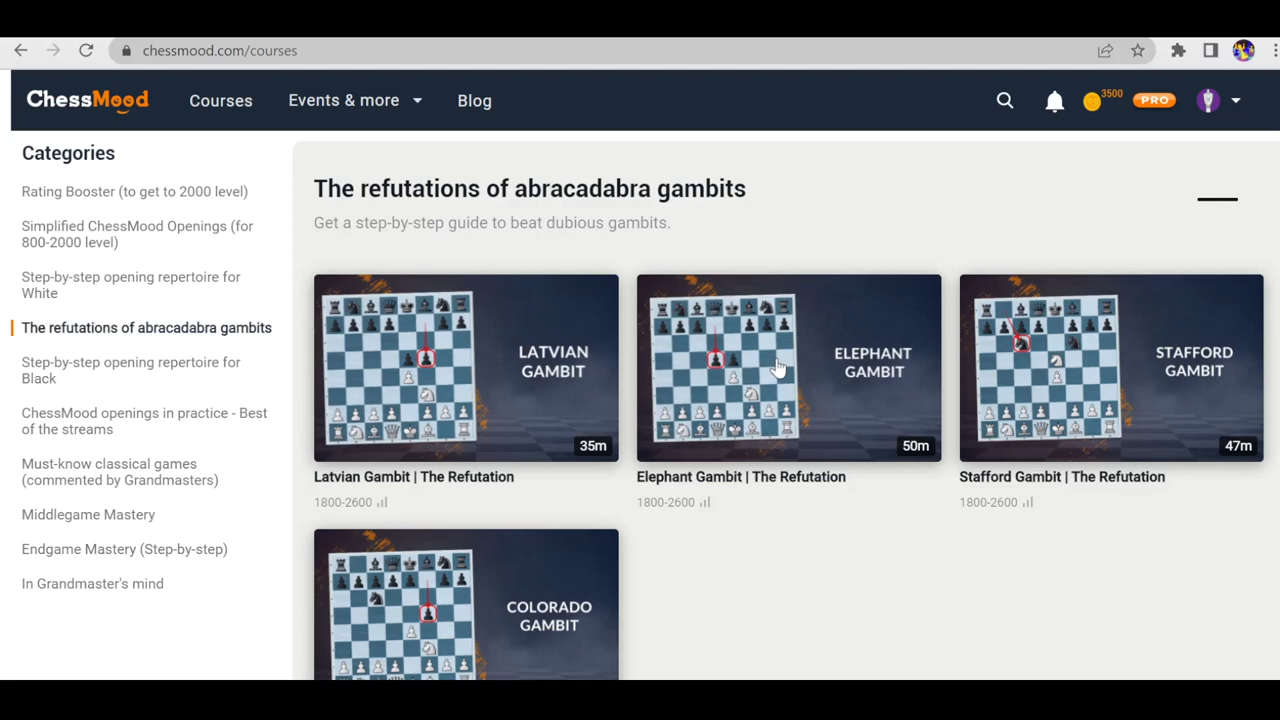 chessmood.com/courses
ChessMood
Courses
Events & more
Blog
3500
PRO
Categories
Rating Booster (to get to 2000 level)
Simplified ChessMood Openings (for
800-2000 level)
Step-by-step opening repertoire for
White
The refutations of abracadabra gambits
Step-by-step opening repertoire for
Black
ChessMood openings in practice - Best
of the streams
Must-know classical games
(commented by Grandmasters)
Middlegame Mastery
Endgame Mastery (Step-by-step)
In Grandmaster's mind
The refutations of abracadabra gambits
Get a step-by-step guide to beat dubious gambits.
LATVIAN
GAMBIT
35m
Latvian Gambit | The Refutation
1800-2600
ELEPHANT
GAMBIT
50m
Elephant Gambit | The Refutation
1800-2600
STAFFORD
GAMBIT
47m
Stafford Gambit | The Refutation
1800-2600
COLORADO
GAMBIT